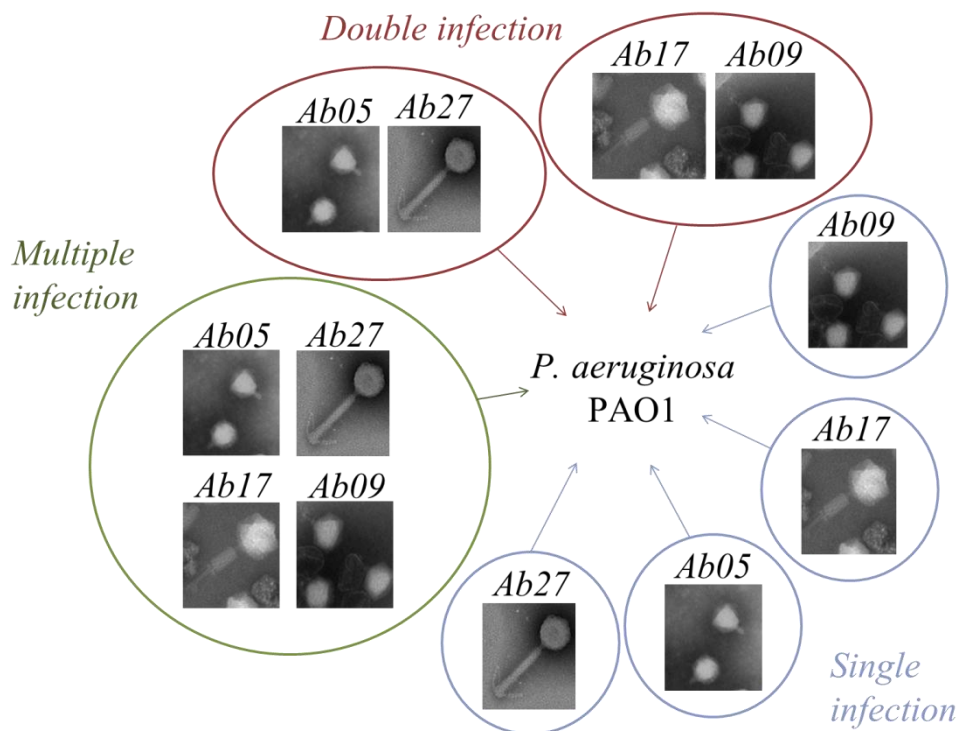 Double infection
Ab17 Ab09
Ab05 Ab27
Ab09
Multiple
infection
Ab05 Ab27
P. aeruginosa
PAO1
Ab17
Ab17 Ab09
Ab27
Ab05
Single
infection